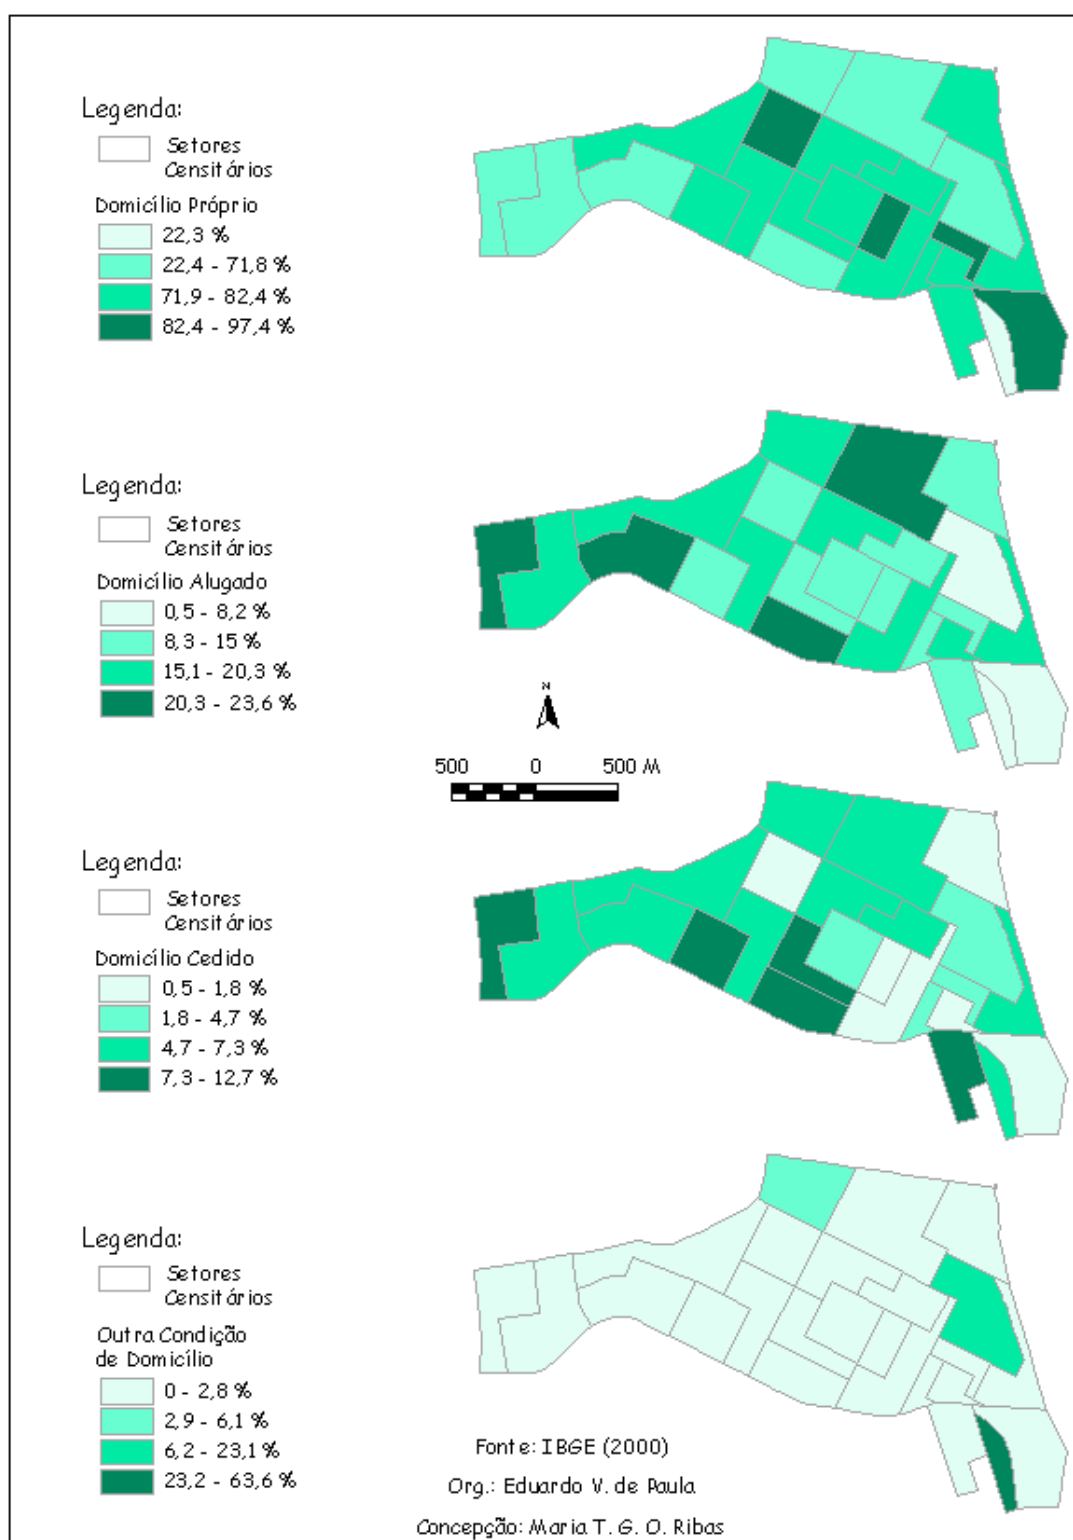 Legenda:
Setores
Censitários
Domicílio Próprio
22,3 %
22,4 - 71,8 %
71,9 - 82,4 %
82,4 - 97,4 %
Legenda:
Setores
Censitários
Domicílio Alugado
0,5 - 8,2 %
8,3 - 15 %
15,1 - 20,3 %
20,3 - 23,6 %
N
500 0 500 M
Legenda:
Setores
Censitários
Domicílio Cedido
0,5 - 1,8 %
1,8 - 4,7 %
4,7 - 7,3 %
7,3 - 12,7 %
Legenda:
Setores
Censitários
Outra Condição
de Domicílio
0 - 2,8 %
2,9 - 6,1 %
6,2 - 23,1 %
23,2 - 63,6 %
Fonte: IBGE (2000)
Org.: Eduardo V. de Paula
Concepção: Maria T. G. O. Ribas